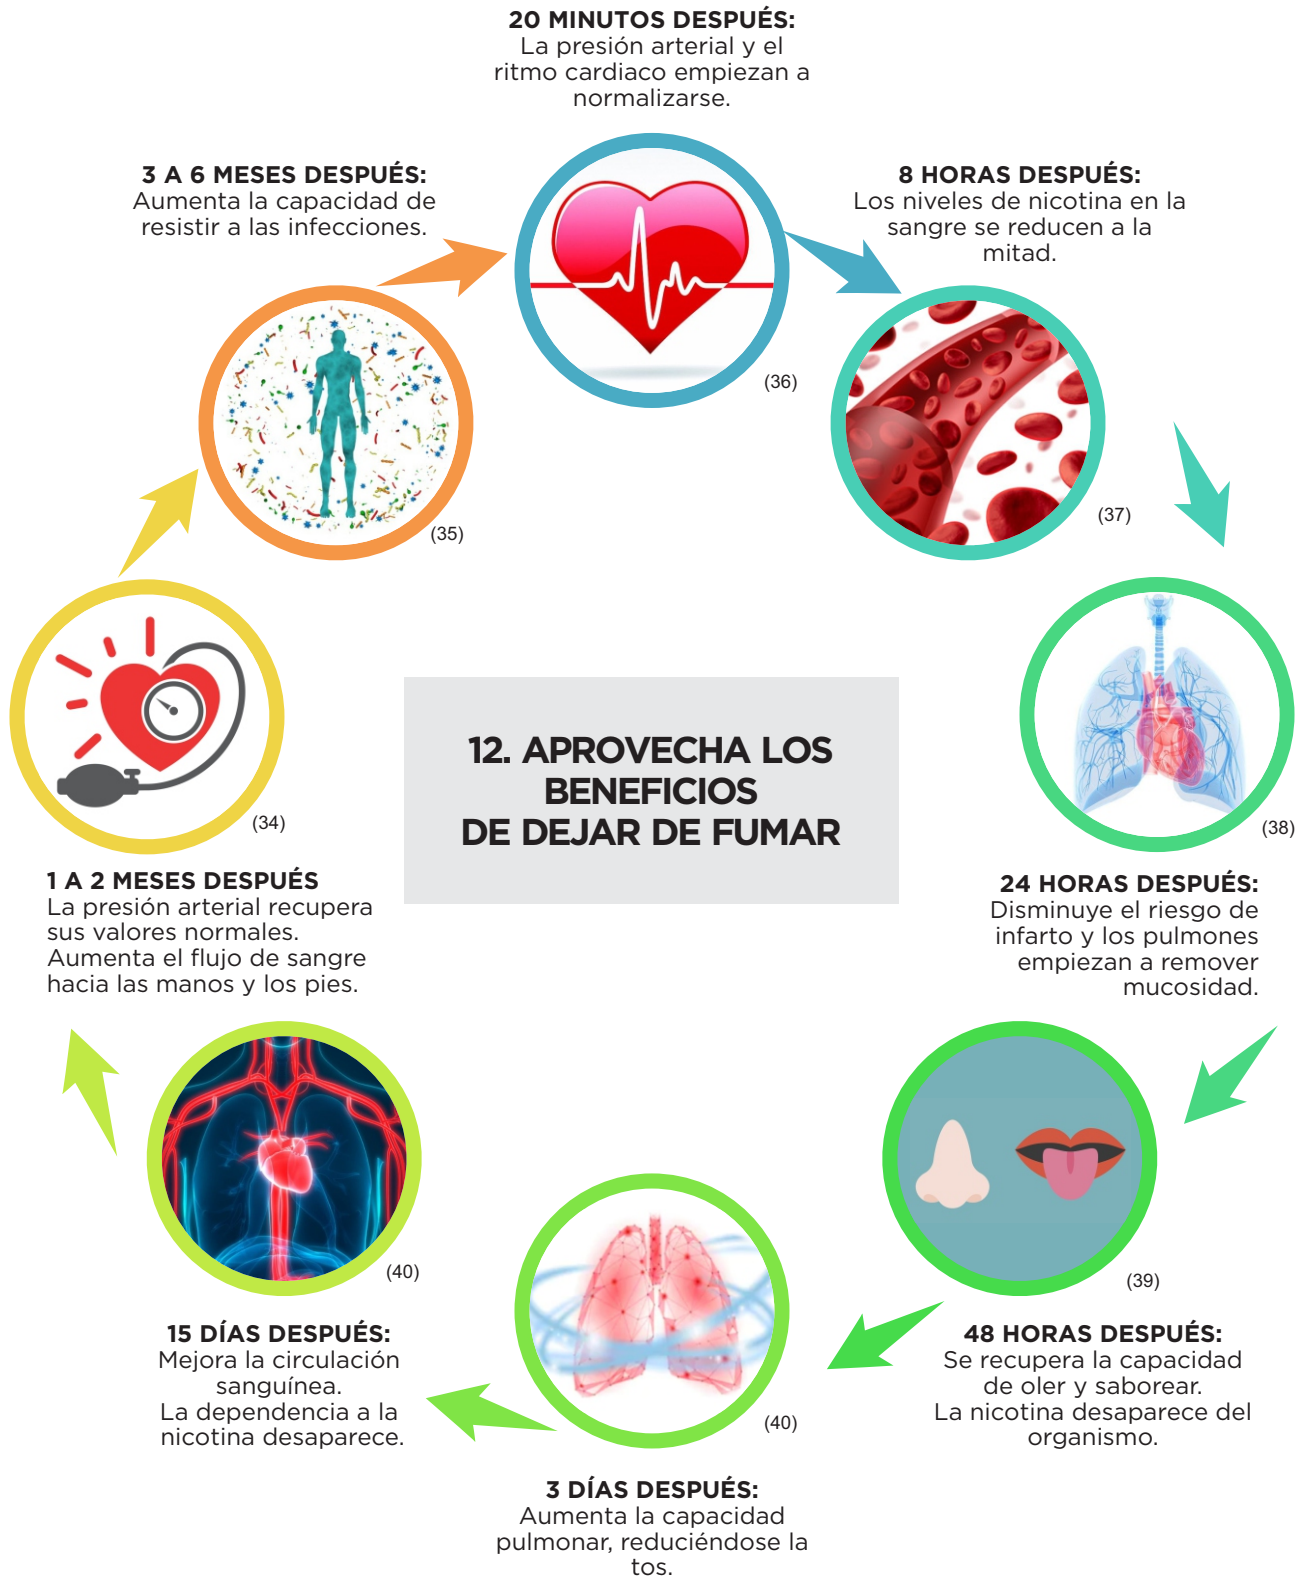 20 MINUTOS DESPUÉS:
La presión arterial y el
ritmo cardiaco empiezan a
normalizarse.
(36)
8 HORAS DESPUÉS:
Los niveles de nicotina en la
sangre se reducen a la
mitad.
(37)
(38)
24 HORAS DESPUÉS:
Disminuye el riesgo de
infarto y los pulmones
empiezan a remover
mucosidad.
(39)
48 HORAS DESPUÉS:
Se recupera la capacidad
de oler y saborear.
La nicotina desaparece del
organismo.
(40)
3 DÍAS DESPUÉS:
Aumenta la capacidad
pulmonar, reduciéndose la
tos.
(40)
15 DÍAS DESPUÉS:
Mejora la circulación
sanguínea.
La dependencia a la
nicotina desaparece.
(34)
1 A 2 MESES DESPUÉS
La presión arterial recupera
sus valores normales.
Aumenta el flujo de sangre
hacia las manos y los pies.
3 A 6 MESES DESPUÉS:
Aumenta la capacidad de
resistir a las infecciones.
(35)
12. APROVECHA LOS
BENEFICIOS
DE DEJAR DE FUMAR